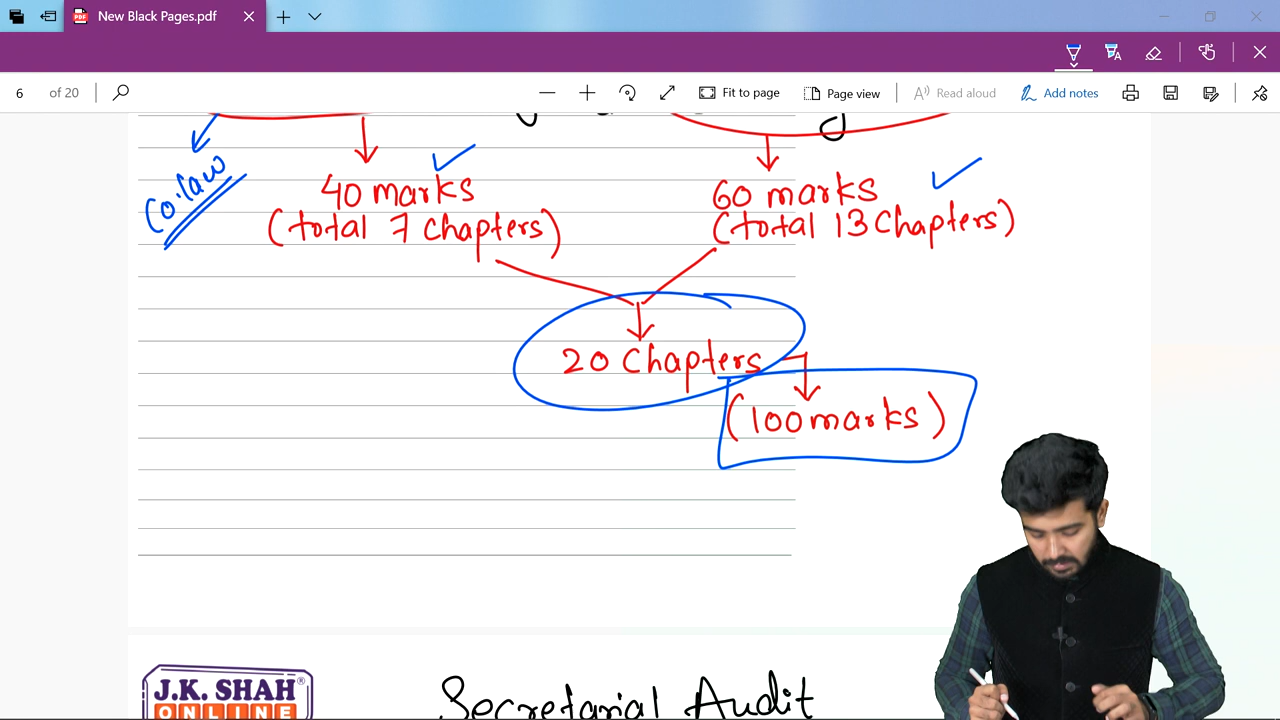 New Black Pages.pdf
6 of 20
Fit to page
Page view
Read aloud
Add notes
Co.law
40 marks
(total 7 Chapters)
60 marks
(total 13 Chapters)
20 Chapters
(100 marks)
J.K. SHAH®
ONLINE
Secretarial Audit